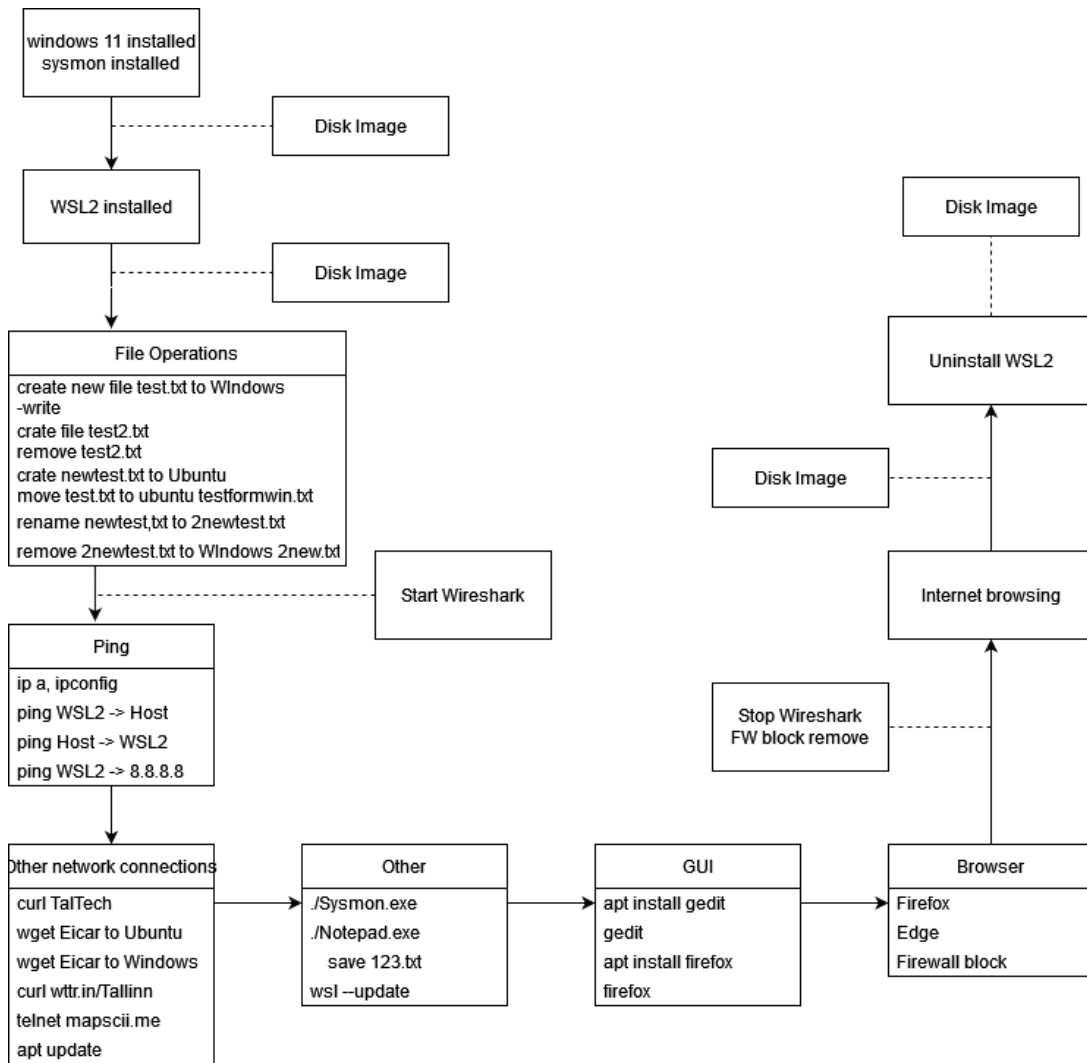 windows 11 installed
sysmon installed
Disk Image
WSL2 installed
Disk Image
File Operations
create new file test.txt to WIndows
-write
crate file test2.txt
remove test2.txt
crate newtest.txt to Ubuntu
move test.txt to ubuntu testformwin.txt
rename newtest,txt to 2newtest.txt
remove 2newtest.txt to WIndows 2new.txt
Start Wireshark
Ping
ip a, ipconfig
ping WSL2 -> Host
ping Host -> WSL2
ping WSL2 -> 8.8.8.8
Other network connections
curl TalTech
wget Eicar to Ubuntu
wget Eicar to Windows
curl wttr.in/Tallinn
telnet mapscii.me
apt update
Other
./Sysmon.exe
./Notepad.exe
save 123.txt
wsl --update
GUI
apt install gedit
gedit
apt install firefox
firefox
Browser
Firefox
Edge
Firewall block
Stop Wireshark
FW block remove
Internet browsing
Disk Image
Uninstall WSL2
Disk Image